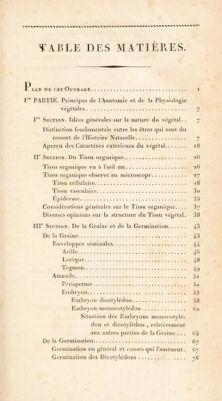 TABLE DES MATIÈRES.
PLAN DE CET OUVRAGE................ 1
Ire PARTIE. Principes de l'Anatomie et de la Physiologie
végétales................ 7
Ire SECTION. Idées générales sur la nature du végétal.. 7
Distinction fondamentale entre les êtres qui sont du
ressort de l'Histoire Naturelle................ 7
Aperçu des Caractères extérieurs du végétal....... 18
IIe SECTION. Du Tissu organique................ 26
Tissu organique vu à l'œil nu................ 26
Tissu organique observé au microscope........... 27
Tissu cellulaire................ 28
Tissu vasculaire................ 30
Epiderme................ 35
Considérations générales sur le Tissu organique.... 37
Diverses opinions sur la structure du Tissu végétal. 38
IIIe SECTION. De la Graine et de la Germination..... 43
De la Graine................ 43
Enveloppes séminales................ 44
Arille................ 46
Lorique................ 48
Tegmen................ 49
Amande................ 51
Périsperme................ 51
Embryon................ 52
Embryon dicotylédon................ 58
Embryon monocotylédon................ 62
Situation des Embryons monocotylé-
don et dicotylédon, relativement
aux autres parties de la Graine.... 65
De la Germination................ 67
Germination en général et causes qui l'amènent. 67
Germination des Dicotylédons................ 78